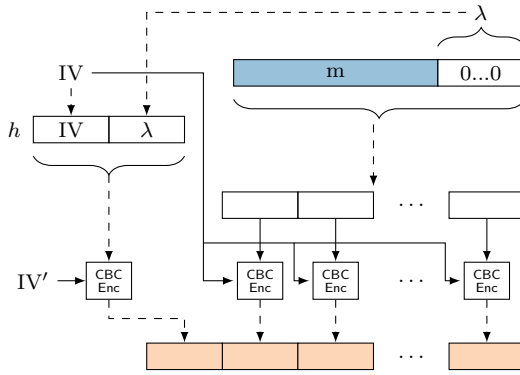 λ
IV
m 0...0
h IV λ
...
IV′ CBC Enc CBC Enc CBC Enc ... CBC Enc
...